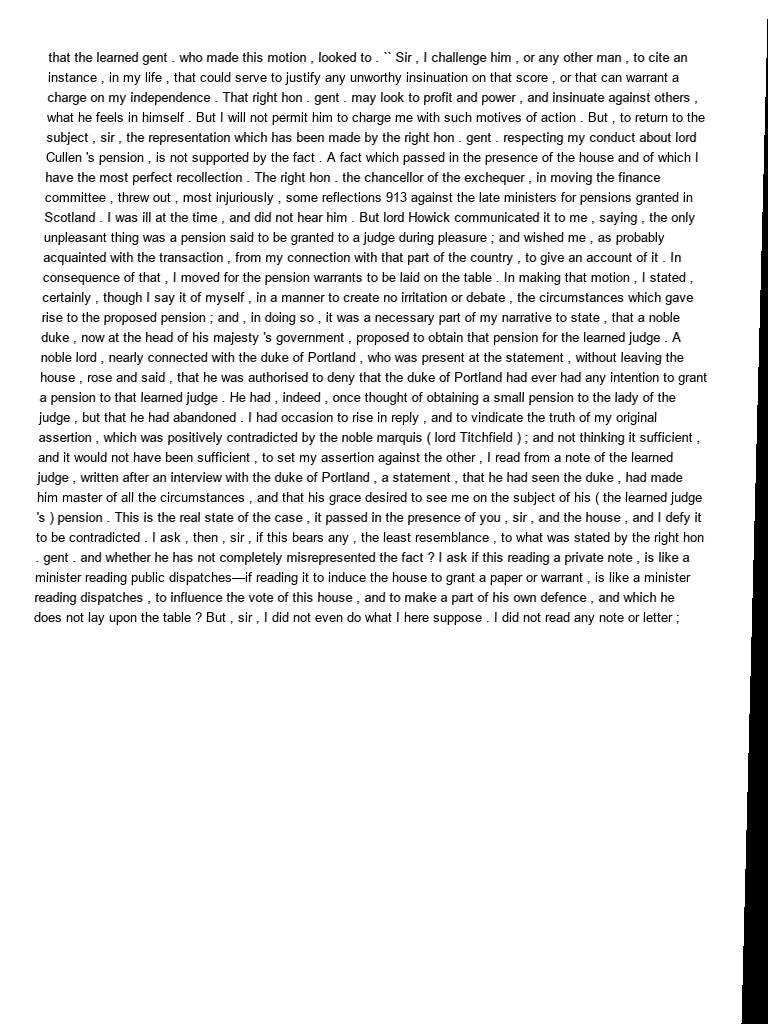 that the learned gent . who made this motion , looked to . `` Sir , I challenge him , or any other man , to cite an
instance , in my life , that could serve to justify any unworthy insinuation on that score , or that can warrant a
charge on my independence . That right hon . gent . may look to profit and power , and insinuate against others ,
what he feels in himself . But I will not permit him to charge me with such motives of action . But , to return to the
subject , sir , the representation which has been made by the right hon . gent . respecting my conduct about lord
Cullen 's pension , is not supported by the fact . A fact which passed in the presence of the house and of which I
have the most perfect recollection . The right hon . the chancellor of the exchequer , in moving the finance
committee , threw out , most injuriously , some reflections 913 against the late ministers for pensions granted in
Scotland . I was ill at the time , and did not hear him . But lord Howick communicated it to me , saying , the only
unpleasant thing was a pension said to be granted to a judge during pleasure ; and wished me , as probably
acquainted with the transaction , from my connection with that part of the country , to give an account of it . In
consequence of that , I moved for the pension warrants to be laid on the table . In making that motion , I stated ,
certainly , though I say it of myself , in a manner to create no irritation or debate , the circumstances which gave
rise to the proposed pension ; and , in doing so , it was a necessary part of my narrative to state , that a noble
duke , now at the head of his majesty 's government , proposed to obtain that pension for the learned judge . A
noble lord , nearly connected with the duke of Portland , who was present at the statement , without leaving the
house , rose and said , that he was authorised to deny that the duke of Portland had ever had any intention to grant
a pension to that learned judge . He had , indeed , once thought of obtaining a small pension to the lady of the
judge , but that he had abandoned . I had occasion to rise in reply , and to vindicate the truth of my original
assertion , which was positively contradicted by the noble marquis ( lord Titchfield ) ; and not thinking it sufficient ,
and it would not have been sufficient , to set my assertion against the other , I read from a note of the learned
judge , written after an interview with the duke of Portland , a statement , that he had seen the duke , had made
him master of all the circumstances , and that his grace desired to see me on the subject of his ( the learned judge
's ) pension . This is the real state of the case , it passed in the presence of you , sir , and the house , and I defy it
to be contradicted . I ask , then , sir , if this bears any , the least resemblance , to what was stated by the right hon
. gent . and whether he has not completely misrepresented the fact ? I ask if this reading a private note , is like a
minister reading public dispatches—if reading it to induce the house to grant a paper or warrant , is like a minister
reading dispatches , to influence the vote of this house , and to make a part of his own defence , and which he
does not lay upon the table ? But , sir , I did not even do what I here suppose . I did not read any note or letter ;